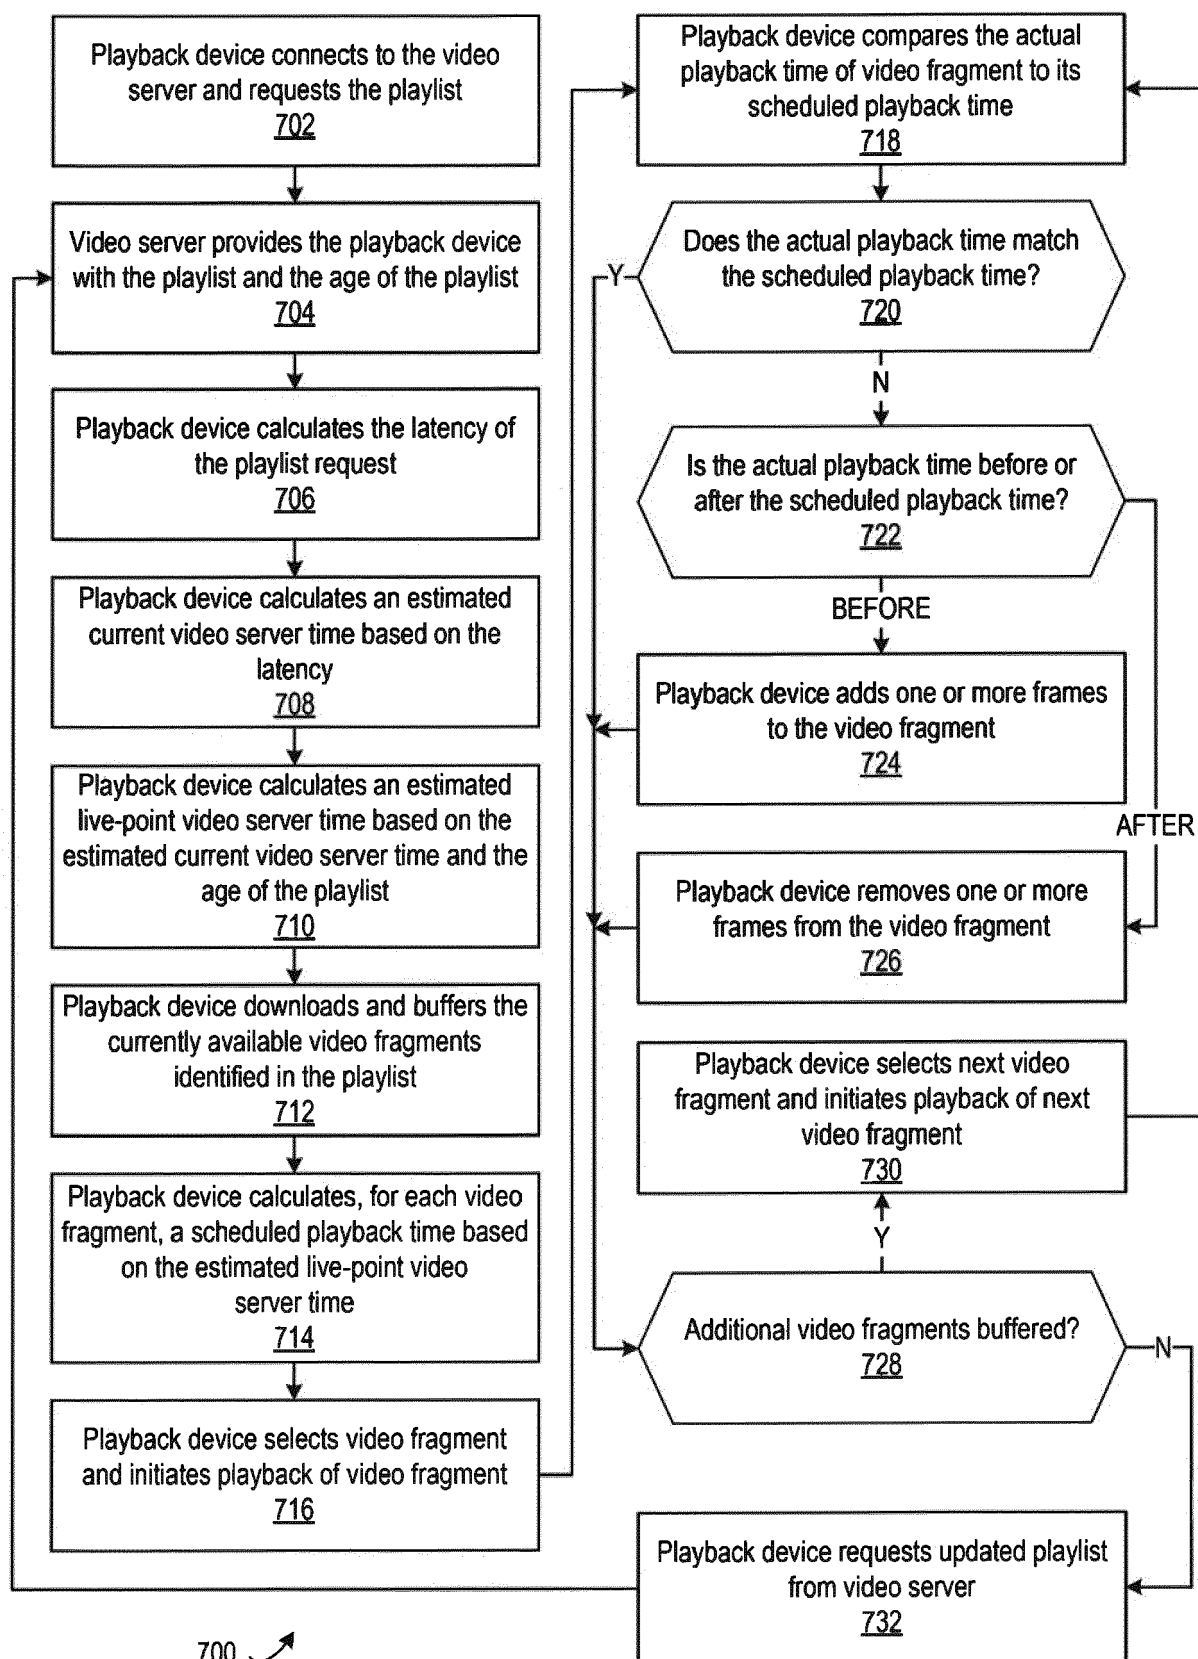 Playback device connects to the video
server and requests the playlist
702
Video server provides the playback device
with the playlist and the age of the playlist
704
Playback device calculates the latency of
the playlist request
706
Playback device calculates an estimated
current video server time based on the
latency
708
Playback device calculates an estimated
live-point video server time based on the
estimated current video server time and the
age of the playlist
710
Playback device downloads and buffers the
currently available video fragments
identified in the playlist
712
Playback device calculates, for each video
fragment, a scheduled playback time based
on the estimated live-point video
server time
714
Playback device selects video fragment
and initiates playback of video fragment
716
Playback device compares the actual
playback time of video fragment to its
scheduled playback time
718
Does the actual playback time match
the scheduled playback time?
720
Y
N
Is the actual playback time before or
after the scheduled playback time?
722
BEFORE
Playback device adds one or more frames
to the video fragment
724
AFTER
Playback device removes one or more
frames from the video fragment
726
Playback device selects next video
fragment and initiates playback of next
video fragment
730
Y
Additional video fragments buffered?
728
N
Playback device requests updated playlist
from video server
732
700